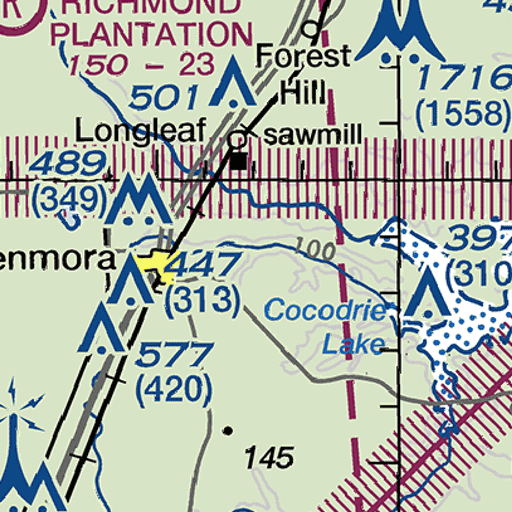 R
RICHMOND
PLANTATION
150 - 23
Forest
Hill
501
1716
(1558)
Longleaf
sawmill
489
(349)
enmora
447
(313)
100
397
(310
Cocodrie
Lake
577
(420)
145